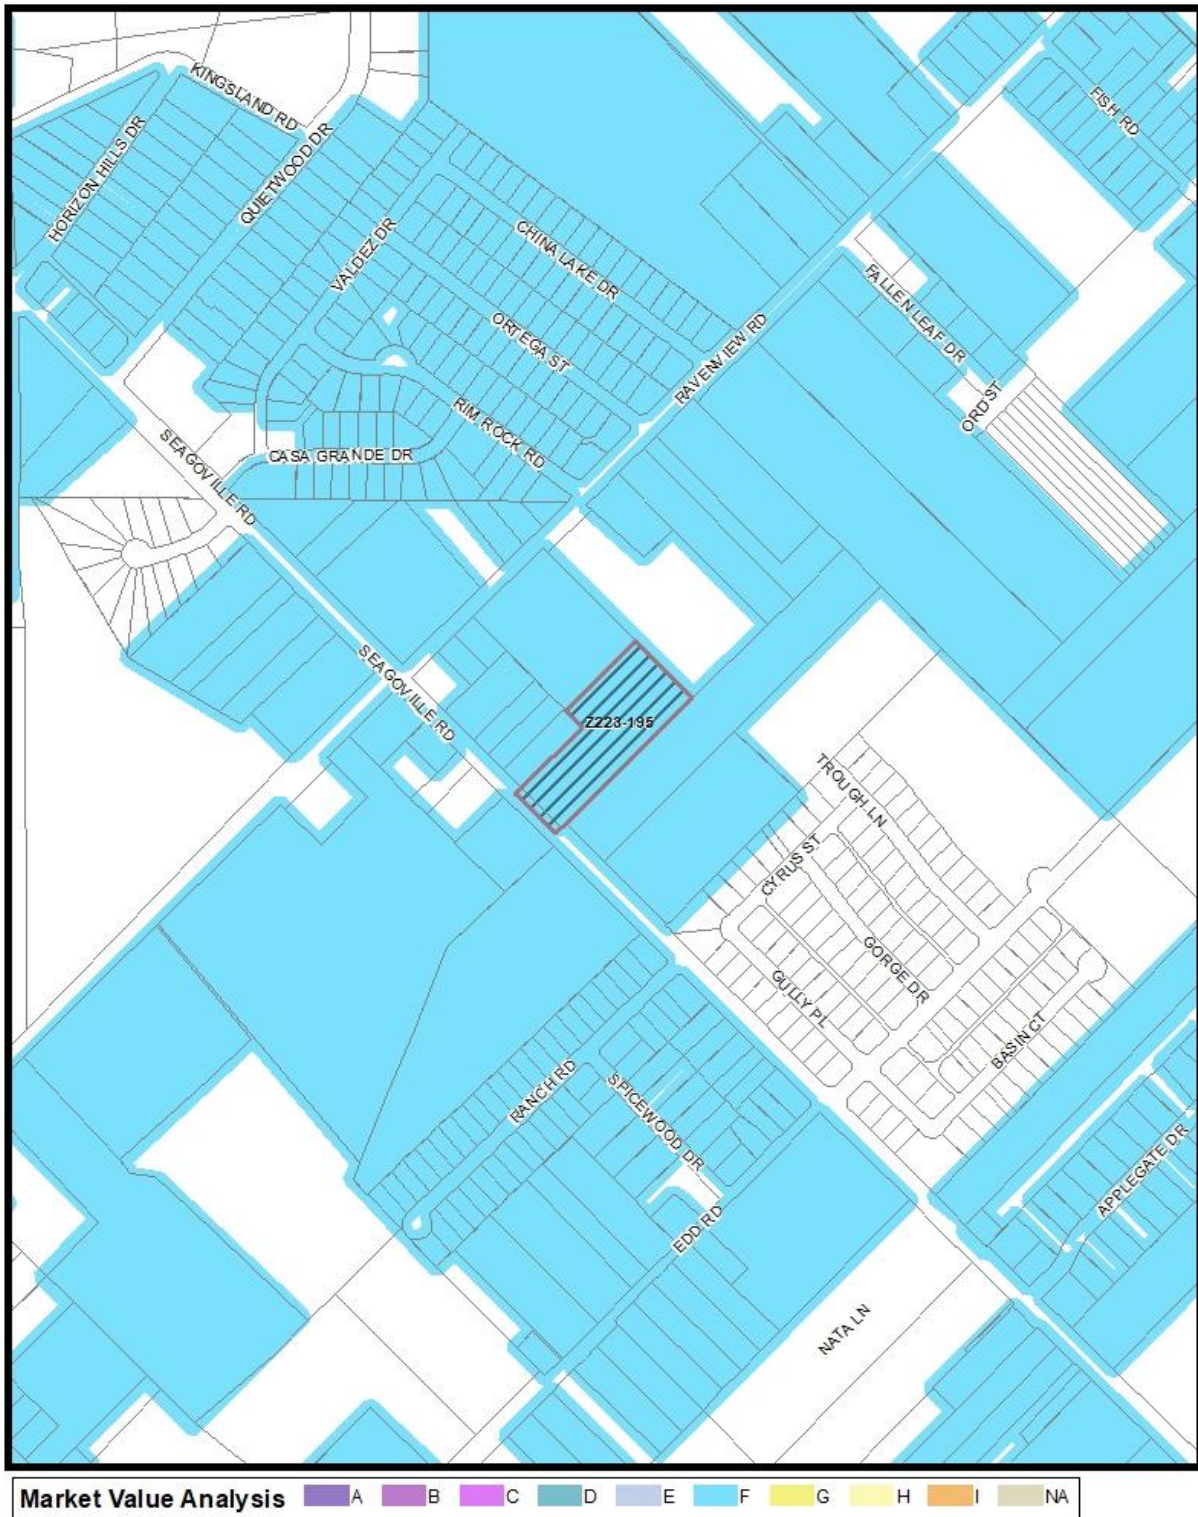 KINGSLAND RD
FISH RD
HORIZON HILLS DR
QUIETWOOD DR
VALDEZ DR
CHINA LAKE DR
FALLEN LEAF DR
ORTEGA ST
RAVENVIEW RD
ORD ST
RIM ROCK RD
SEAGOVILLE RD
CASA GRANDE DR
SEAGOVILLE RD
Z223-195
TROUGH LN
CYRUS ST
GORGE DR
GULLY PL
BASIN CT
RANCH RD
SPICEWOOD DR
APPLEGATE DR
EDD RD
NATA LN
Market Value Analysis A B C D E F G H I NA